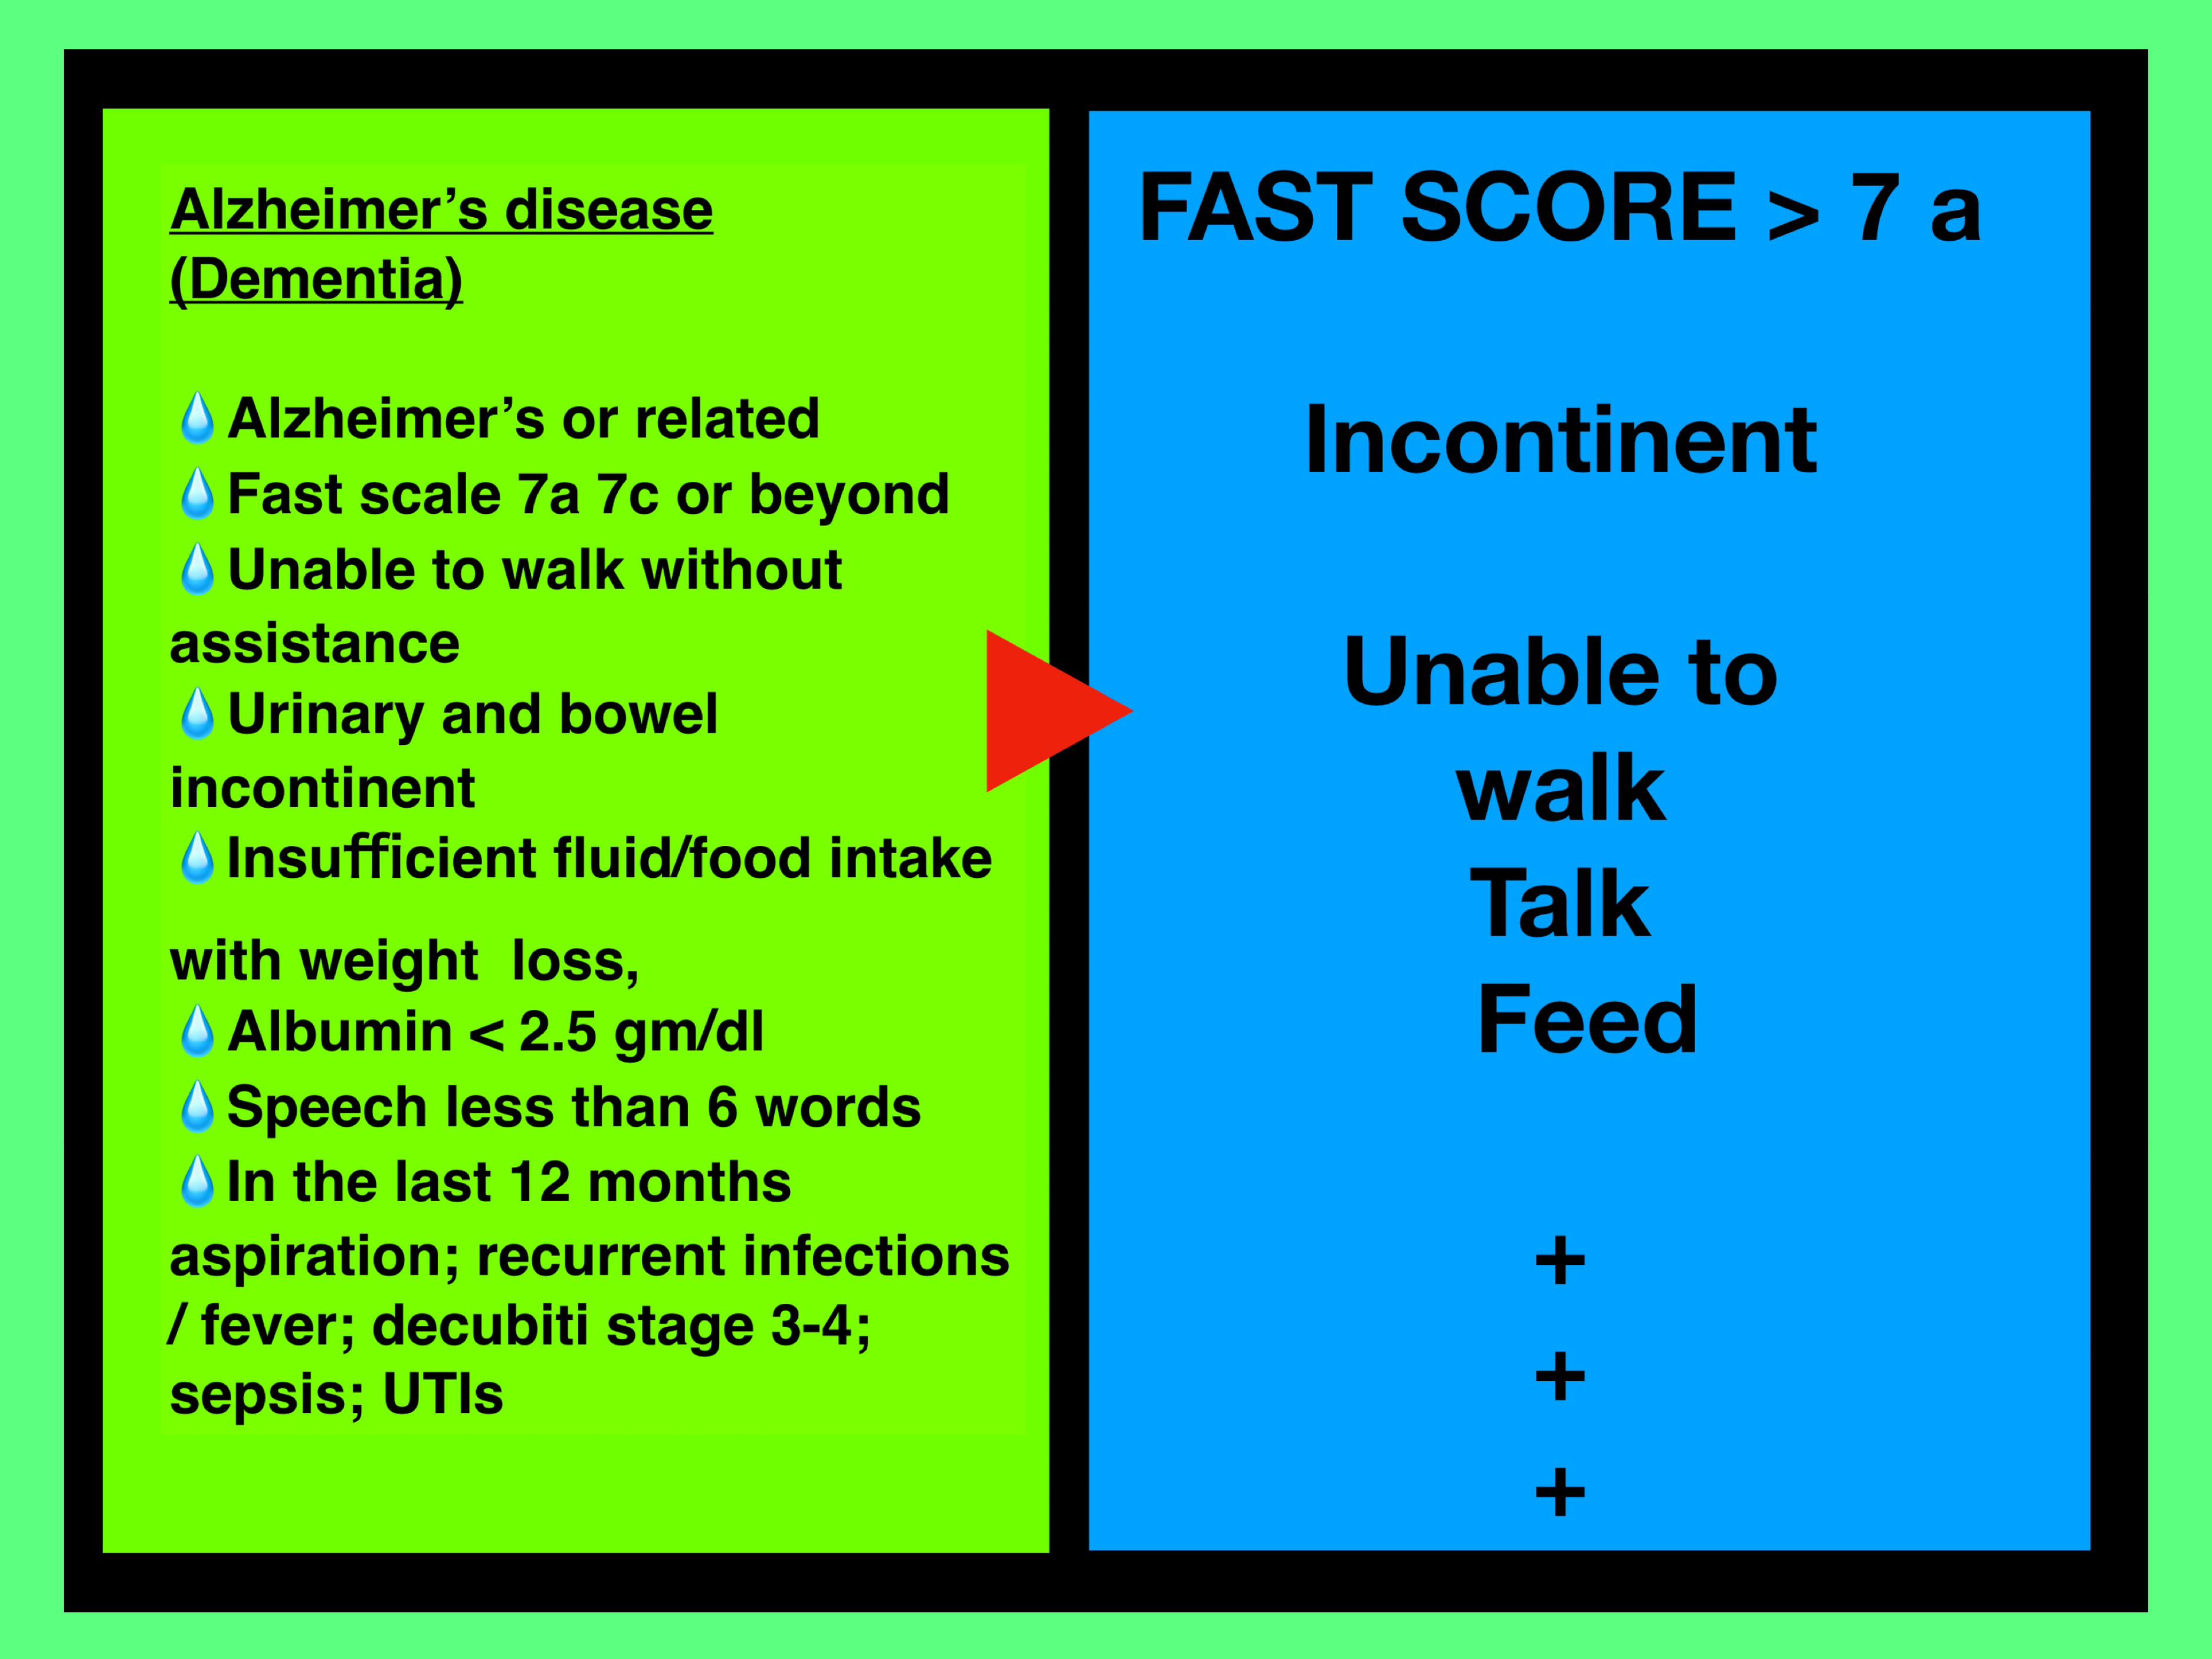 Alzheimer’s disease
(Dementia)
💧Alzheimer’s or related
💧Fast scale 7a 7c or beyond
💧Unable to walk without
assistance
💧Urinary and bowel
incontinent
💧Insufficient fluid/food intake
with weight  loss,
💧Albumin < 2.5 gm/dl
💧Speech less than 6 words
💧In the last 12 months
aspiration; recurrent infections
/ fever; decubiti stage 3-4;
sepsis; UTIs
FAST SCORE > 7 a
Incontinent
Unable to
walk
Talk
Feed
+
+
+